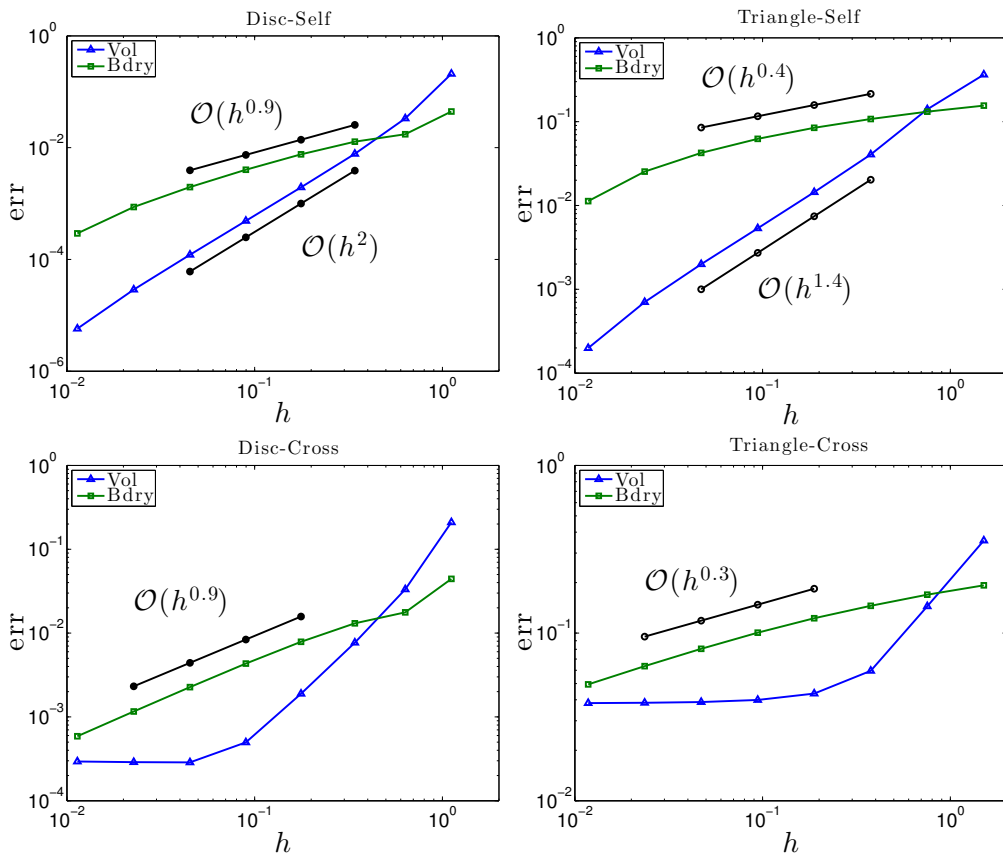 Disc-Self
10^0
10^-2
10^-4
10^-6
err
Vol
Bdry
𝒪(h^0.9)
𝒪(h^2)
10^-2
10^-1
10^0
h
Triangle-Self
10^0
10^-1
10^-2
10^-3
10^-4
err
Vol
Bdry
𝒪(h^0.4)
𝒪(h^1.4)
10^-2
10^-1
10^0
h
Disc-Cross
10^0
10^-1
10^-2
10^-3
10^-4
err
Vol
Bdry
𝒪(h^0.9)
10^-2
10^-1
10^0
h
Triangle-Cross
10^0
10^-1
10^-2
err
Vol
Bdry
𝒪(h^0.3)
10^-2
10^-1
10^0
h